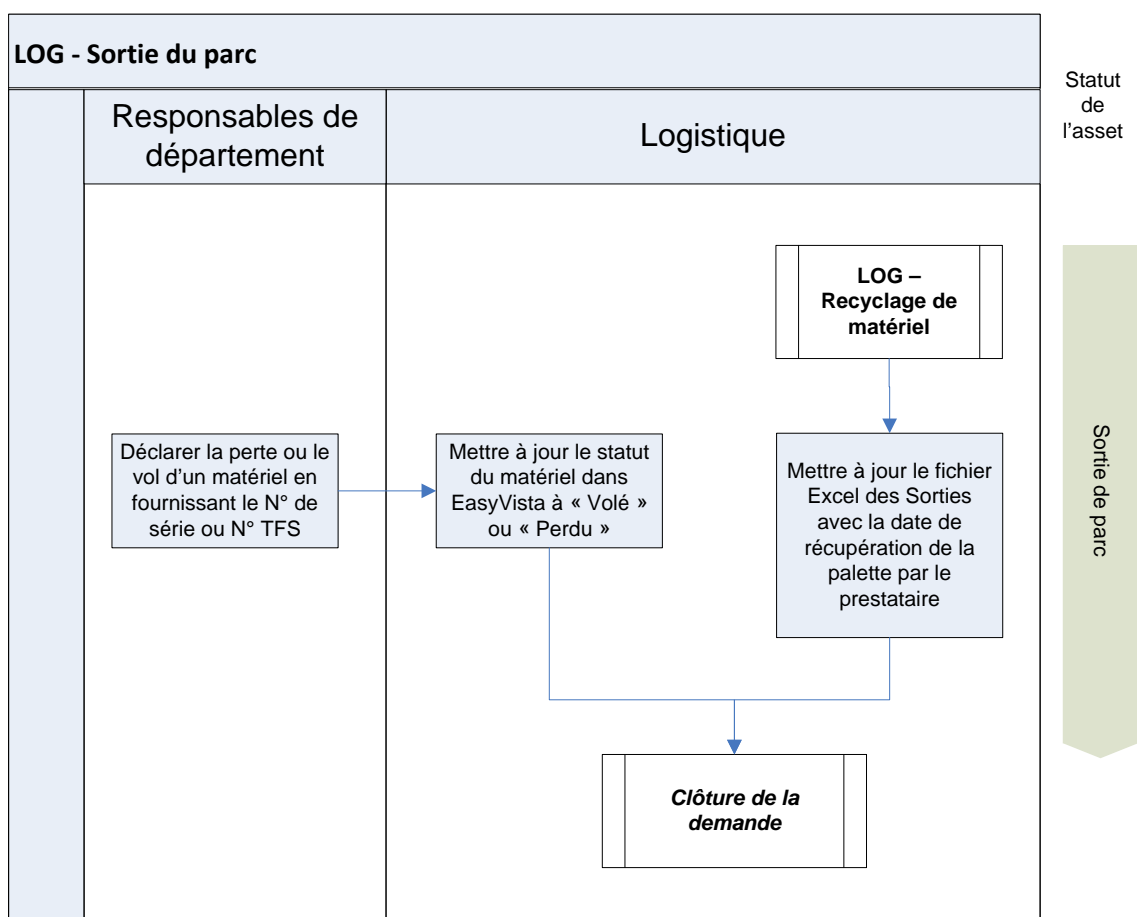 LOG - Sortie du parc
Statut
de
l'asset
Responsables de
département
Logistique
LOG –
Recyclage de
matériel
Déclarer la perte ou le
vol d'un matériel en
fournissant le N° de
série ou N° TFS
Mettre à jour le statut
du matériel dans
EasyVista à « Volé »
ou « Perdu »
Mettre à jour le fichier
Excel des Sorties
avec la date de
récupération de la
palette par le
prestataire
Sortie de parc
Clôture de la
demande